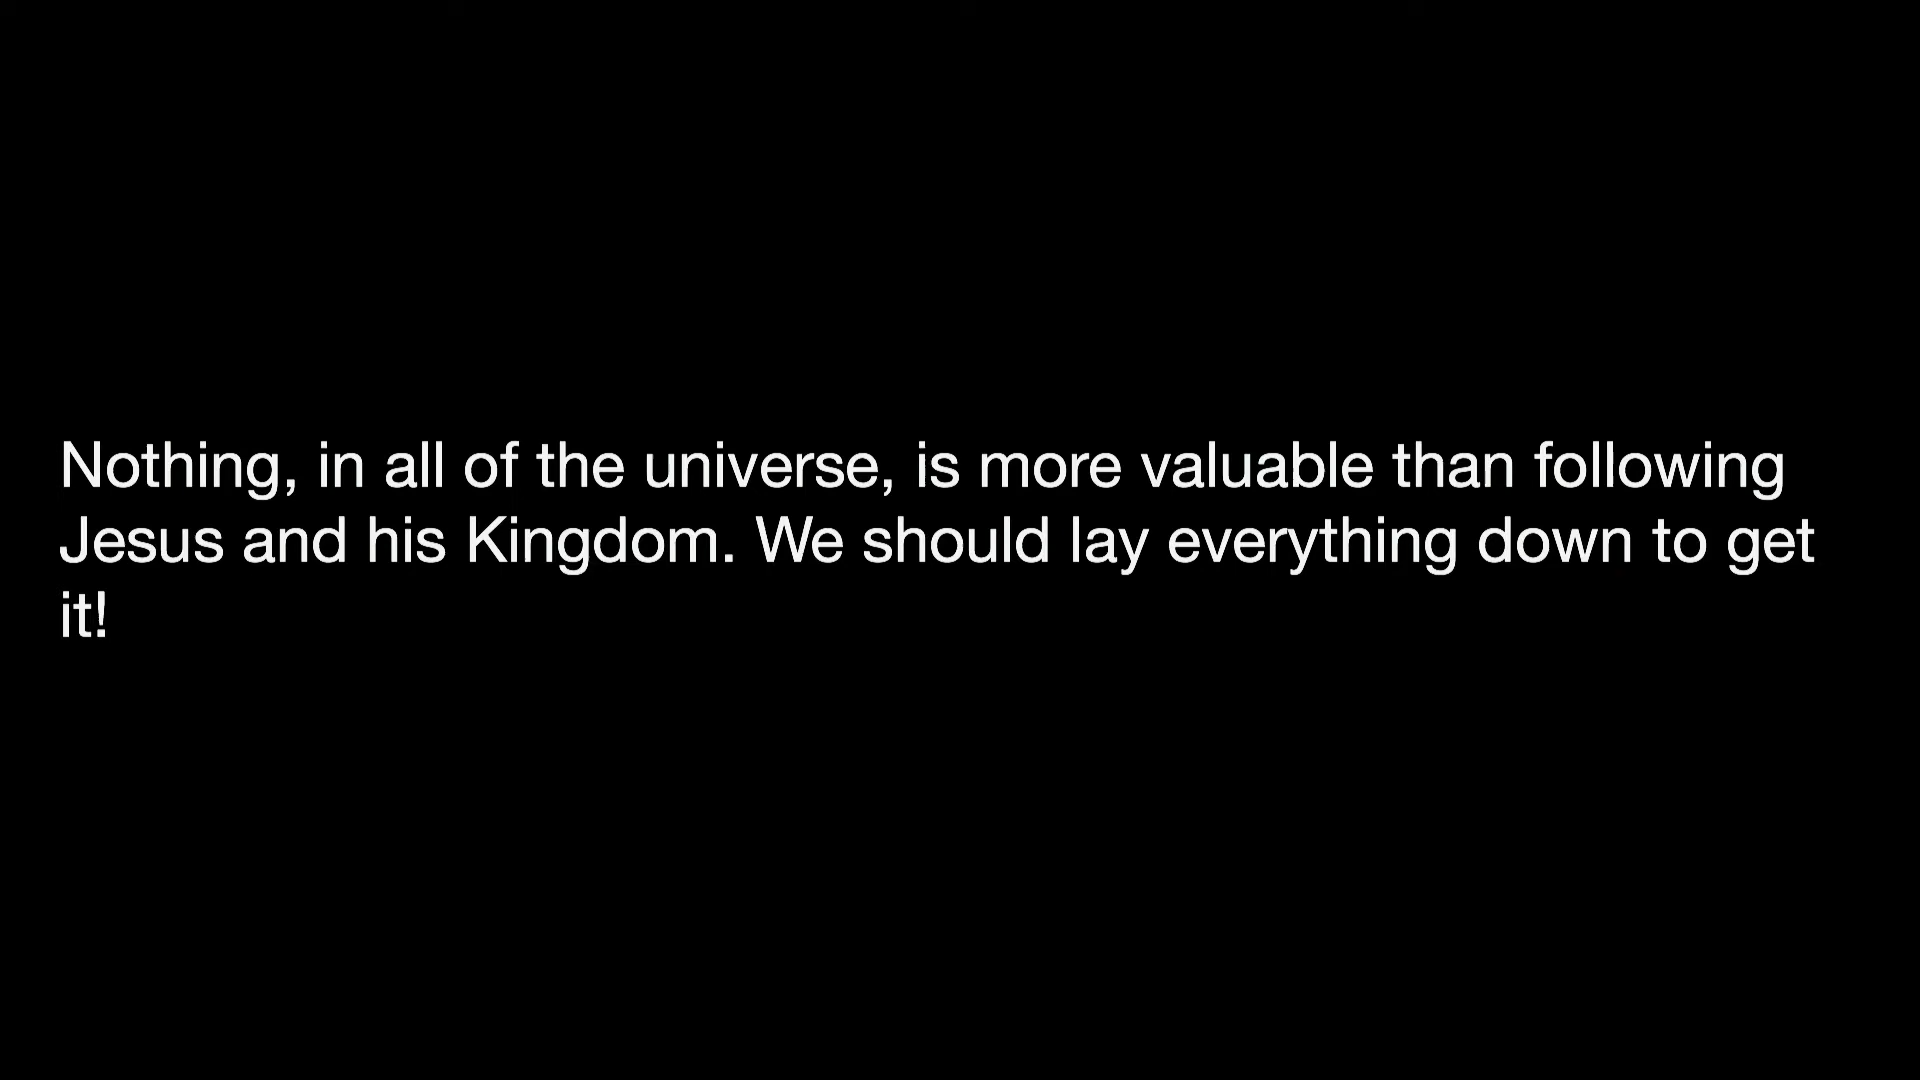 Nothing, in all of the universe, is more valuable than following
Jesus and his Kingdom. We should lay everything down to get
it!